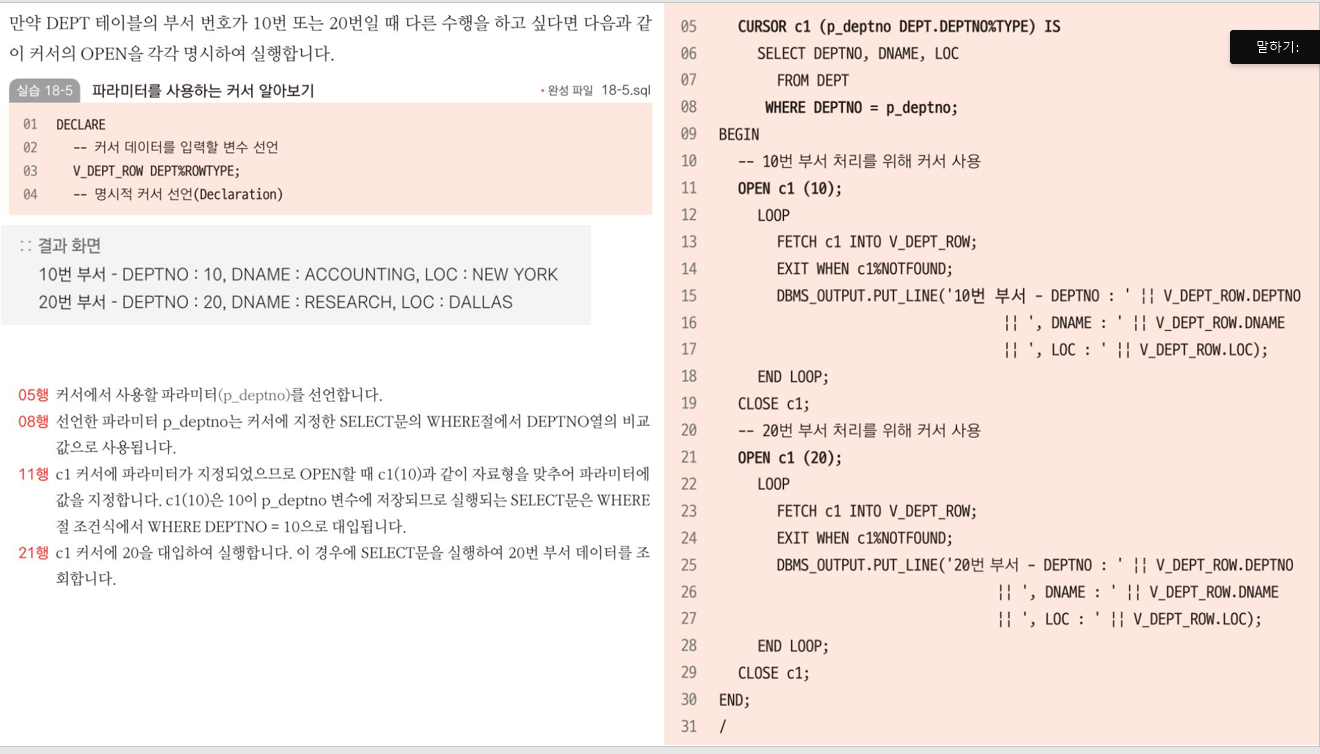 만약 DEPT 테이블의 부서 번호가 10번 또는 20번일 때 다른 수행을 하고 싶다면 다음과 같
이 커서의 OPEN을 각각 명시하여 실행합니다.
실습 18-5 파라미터를 사용하는 커서 알아보기 • 완성 파일 18-5.sql
01 DECLARE
02 -- 커서 데이터를 입력할 변수 선언
03 V_DEPT_ROW DEPT%ROWTYPE;
04 -- 명시적 커서 선언(Declaration)
:: 결과 화면
10번 부서 - DEPTNO : 10, DNAME : ACCOUNTING, LOC : NEW YORK
20번 부서 - DEPTNO : 20, DNAME : RESEARCH, LOC : DALLAS
05행 커서에서 사용할 파라미터(p_deptno)를 선언합니다.
08행 선언한 파라미터 p_deptno는 커서에 지정한 SELECT문의 WHERE절에서 DEPTNO열의 비교
값으로 사용됩니다.
11행 c1 커서에 파라미터가 지정되었으므로 OPEN할 때 c1(10)과 같이 자료형을 맞추어 파라미터에
값을 지정합니다. c1(10)은 10이 p_deptno 변수에 저장되므로 실행되는 SELECT문은 WHERE
절 조건식에서 WHERE DEPTNO = 10으로 대입됩니다.
21행 c1 커서에 20을 대입하여 실행합니다. 이 경우에 SELECT문을 실행하여 20번 부서 데이터를 조
회합니다.
05 CURSOR c1 (p_deptno DEPT.DEPTNO%TYPE) IS
06 SELECT DEPTNO, DNAME, LOC
07 FROM DEPT
08 WHERE DEPTNO = p_deptno;
09 BEGIN
10 -- 10번 부서 처리를 위해 커서 사용
11 OPEN c1 (10);
12 LOOP
13 FETCH c1 INTO V_DEPT_ROW;
14 EXIT WHEN c1%NOTFOUND;
15 DBMS_OUTPUT.PUT_LINE('10번 부서 - DEPTNO : ' || V_DEPT_ROW.DEPTNO
16 || ', DNAME : ' || V_DEPT_ROW.DNAME
17 || ', LOC : ' || V_DEPT_ROW.LOC);
18 END LOOP;
19 CLOSE c1;
20 -- 20번 부서 처리를 위해 커서 사용
21 OPEN c1 (20);
22 LOOP
23 FETCH c1 INTO V_DEPT_ROW;
24 EXIT WHEN c1%NOTFOUND;
25 DBMS_OUTPUT.PUT_LINE('20번 부서 - DEPTNO : ' || V_DEPT_ROW.DEPTNO
26 || ', DNAME : ' || V_DEPT_ROW.DNAME
27 || ', LOC : ' || V_DEPT_ROW.LOC);
28 END LOOP;
29 CLOSE c1;
30 END;
31 /
말하기: